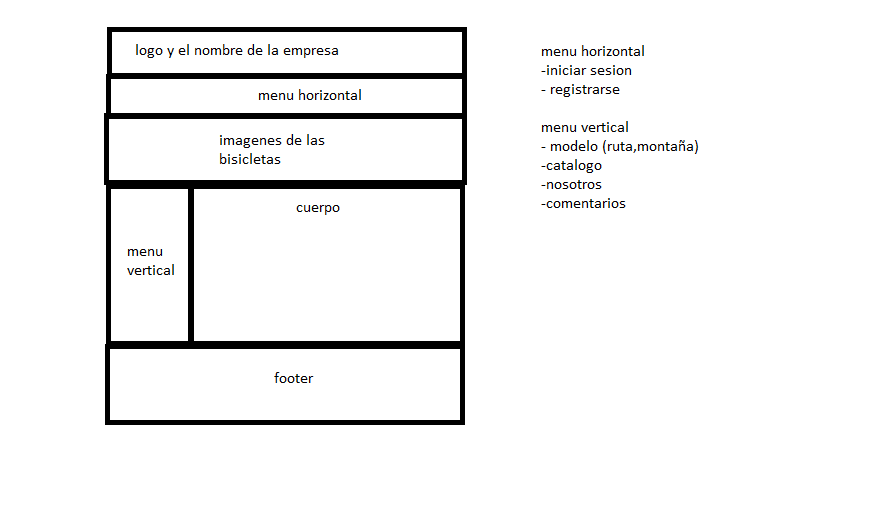 logo y el nombre de la empresa
menu horizontal
imagenes de las
bisicletas
cuerpo
menu
vertical
footer
menu horizontal
-iniciar sesion
- registrarse
menu vertical
- modelo (ruta,montaña)
-catalogo
-nosotros
-comentarios